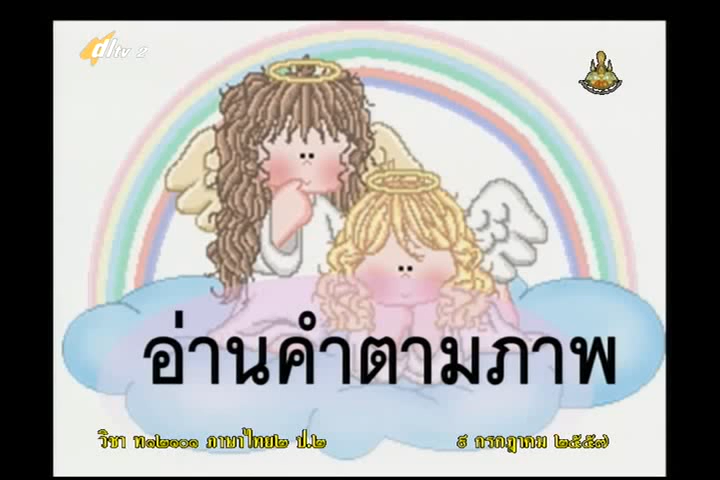 dltv 2
อ่านคำตามภาพ
วิชา ท๑๒๑๐๑ ภาษาไทย๒ ป.๒
๙ กรกฎาคม ๒๕๕๗